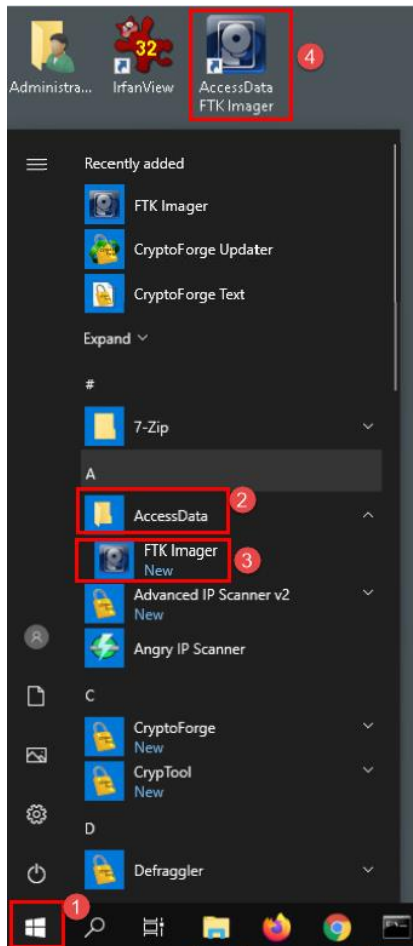 32
4
Administra...
IrfanView
AccessData
FTK Imager
Recently added
FTK Imager
CryptoForge Updater
CryptoForge Text
Expand
#
7-Zip
A
AccessData
2
FTK Imager
New
3
Advanced IP Scanner v2
New
Angry IP Scanner
C
CryptoForge
New
CrypTool
New
D
Defraggler
1